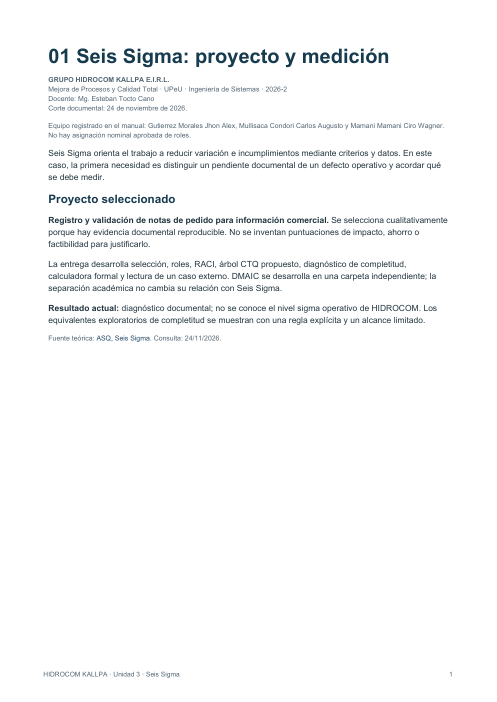 01 Seis Sigma: proyecto y medición
GRUPO HIDROCOM KALLPA E.I.R.L.
Mejora de Procesos y Calidad Total · UPeU · Ingeniería de Sistemas · 2026-2
Docente: Mg. Esteban Tocto Cano
Corte documental: 24 de noviembre de 2026.
Equipo registrado en el manual: Gutierrez Morales Jhon Alex, Mullisaca Condori Carlos Augusto y Mamani Mamani Ciro Wagner.
No hay asignación nominal aprobada de roles.
Seis Sigma orienta el trabajo a reducir variación e incumplimientos mediante criterios y datos. En este
caso, la primera necesidad es distinguir un pendiente documental de un defecto operativo y acordar qué
se debe medir.
Proyecto seleccionado
Registro y validación de notas de pedido para información comercial. Se selecciona cualitativamente
porque hay evidencia documental reproducible. No se inventan puntuaciones de impacto, ahorro o
factibilidad para justificarlo.
La entrega desarrolla selección, roles, RACI, árbol CTQ propuesto, diagnóstico de completitud,
calculadora formal y lectura de un caso externo. DMAIC se desarrolla en una carpeta independiente; la
separación académica no cambia su relación con Seis Sigma.
Resultado actual: diagnóstico documental; no se conoce el nivel sigma operativo de HIDROCOM. Los
equivalentes exploratorios de completitud se muestran con una regla explícita y un alcance limitado.
Fuente teórica: ASQ, Seis Sigma. Consulta: 24/11/2026.
HIDROCOM KALLPA · Unidad 3 · Seis Sigma
1